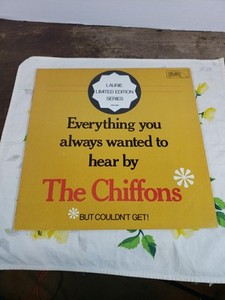 LAURIE
LIMITED EDITION
SERIES
Everything you
always wanted to
hear by
The Chiffons*
*BUT COULDN'T GET!